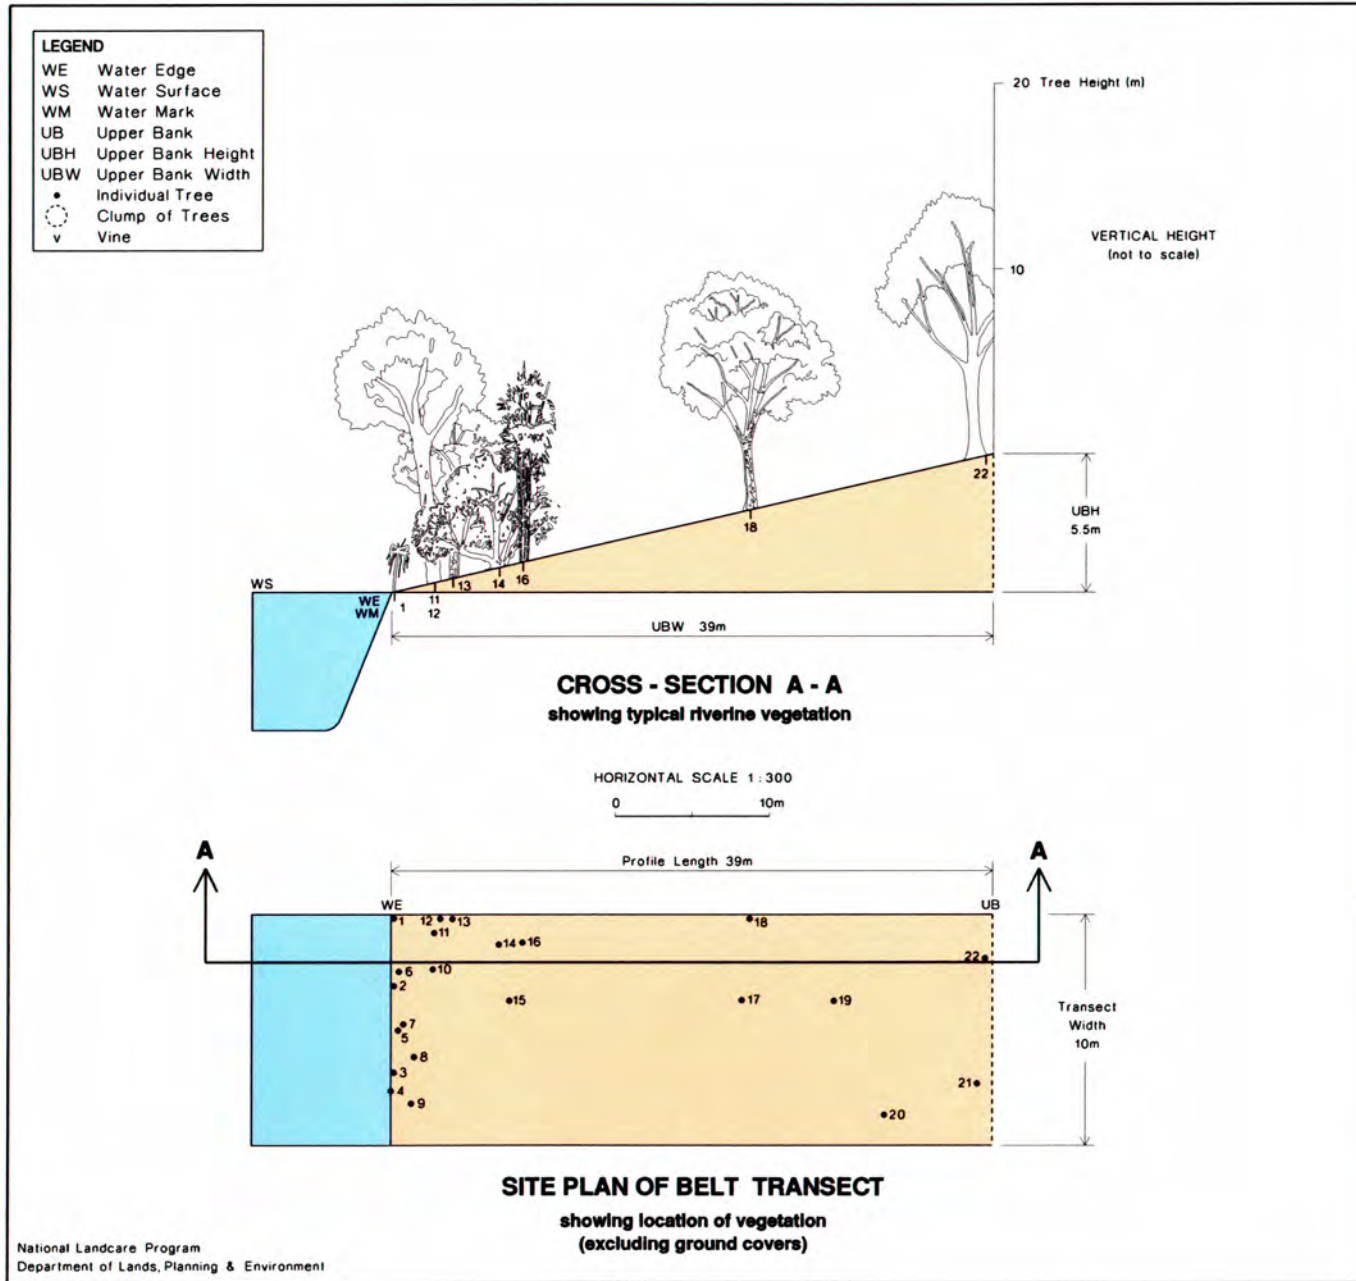 LEGEND
WE Water Edge
WS Water Surface
WM Water Mark
UB Upper Bank
UBH Upper Bank Height
UBW Upper Bank Width
Individual Tree
Clump of Trees
v Vine
20 Tree Height (m)
VERTICAL HEIGHT
(not to scale)
10
22
UBH
5.5m
18
16
14
13
WS
WE
WM
1
11
12
UBW 39m
CROSS - SECTION A - A
showing typical riverine vegetation
HORIZONTAL SCALE 1:300
0 10m
A A
Profile Length 39m
WE UB
1 12 13 18
11
14 16
22
6 10
2
15 17 19
7
5
8
3
4
9
21
20
Transect
Width
10m
SITE PLAN OF BELT TRANSECT
showing location of vegetation
(excluding ground covers)
National Landcare Program
Department of Lands, Planning & Environment